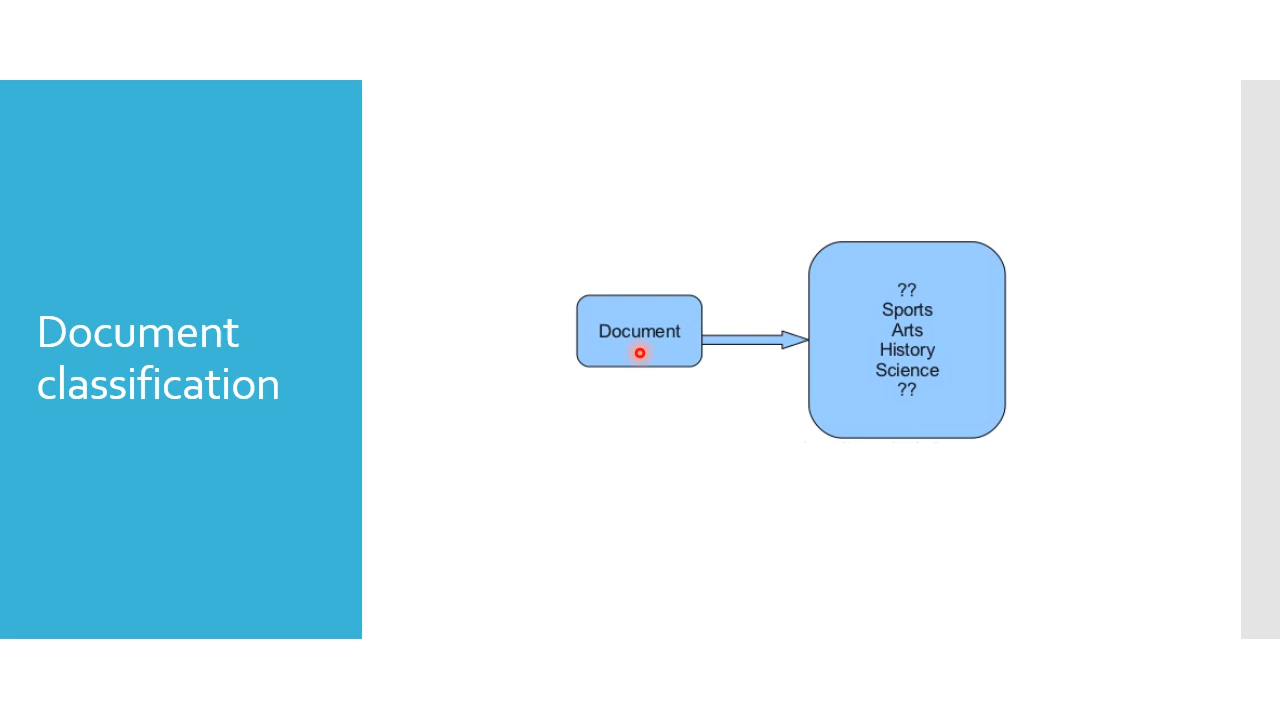 Document
classification
Document
??
Sports
Arts
History
Science
??